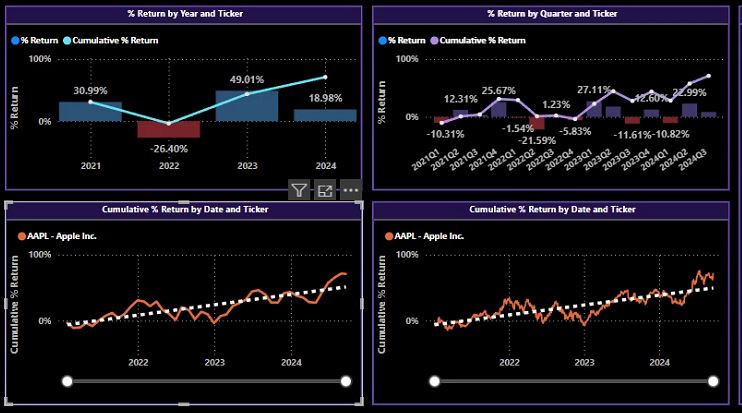 % Return by Year and Ticker
% Return Cumulative % Return
100%
0%
% Return
30.99%
-26.40%
49.01%
18.98%
2021 2022 2023 2024
% Return by Quarter and Ticker
% Return Cumulative % Return
100%
0%
% Return
-10.31%
12.31%
25.67%
-1.54%
-21.59%
1.23%
-5.83%
27.11%
-11.61%
12.60%
-10.82%
22.99%
2021Q1 2021Q2 2021Q3 2021Q4 2022Q1 2022Q2 2022Q3 2022Q4 2023Q1 2023Q2 2023Q3 2023Q4 2024Q1 2024Q2 2024Q3
Cumulative % Return by Date and Ticker
AAPL - Apple Inc.
100%
0%
Cumulative % Return
2022 2023 2024
Cumulative % Return by Date and Ticker
AAPL - Apple Inc.
100%
0%
Cumulative % Return
2022 2023 2024